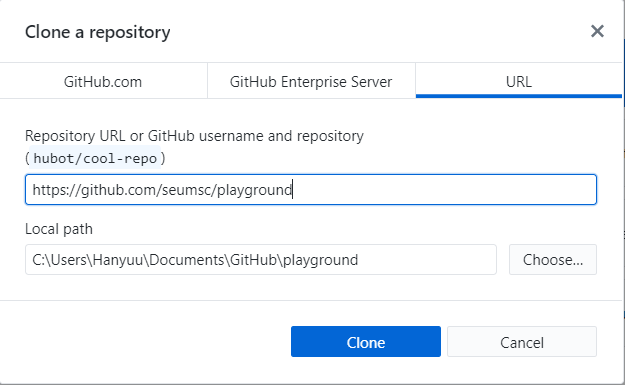 Clone a repository
GitHub.com
GitHub Enterprise Server
URL
Repository URL or GitHub username and repository
(hubot/cool-repo)
https://github.com/seumsc/playground
Local path
C:\Users\Hanyuu\Documents\GitHub\playground
Choose...
Clone
Cancel